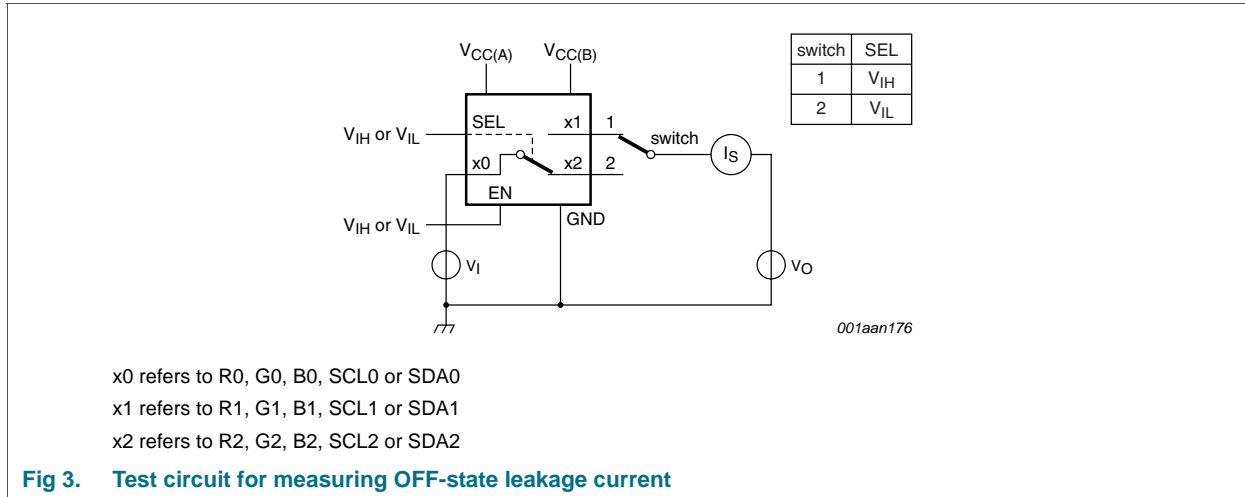 VCC(A) VCC(B)
switch SEL
1 VIH
2 VIL
VIH or VIL SEL x1 1 switch IS
x0 x2 2
EN
VIH or VIL GND
VI VO
001aan176
x0 refers to R0, G0, B0, SCL0 or SDA0
x1 refers to R1, G1, B1, SCL1 or SDA1
x2 refers to R2, G2, B2, SCL2 or SDA2
Fig 3. Test circuit for measuring OFF-state leakage current